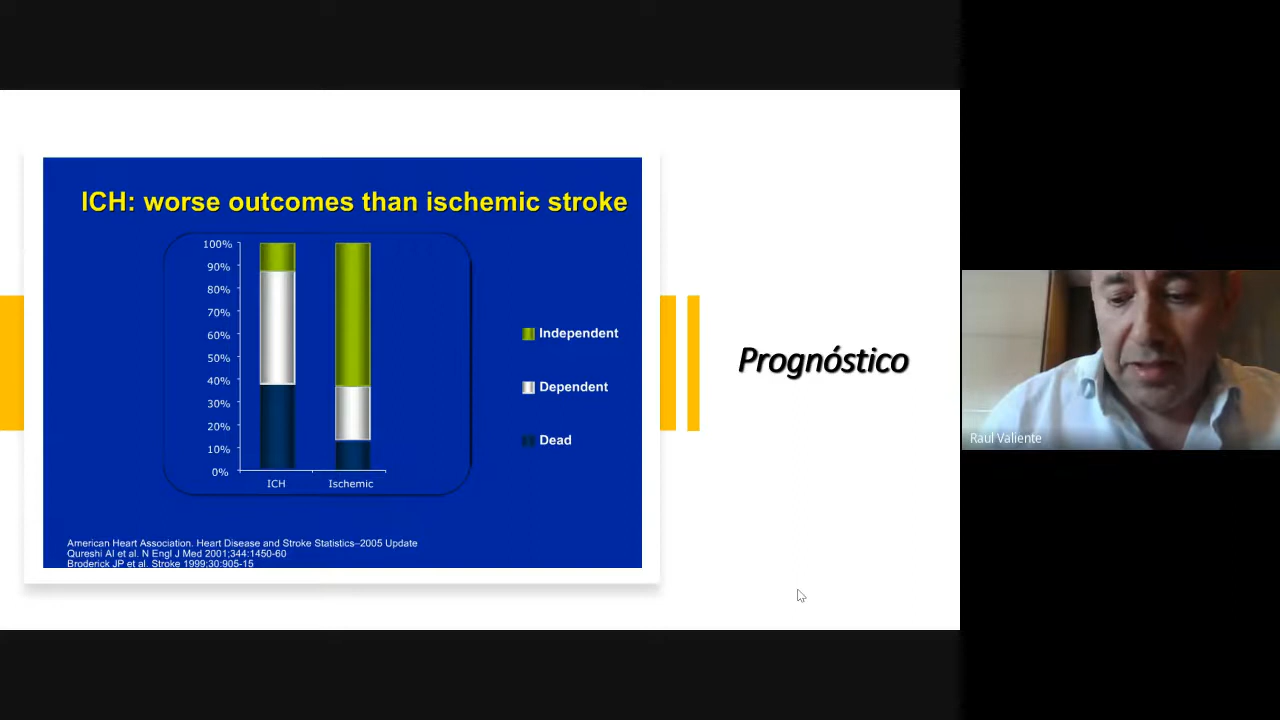 ICH: worse outcomes than ischemic stroke
100%
90%
80%
70%
60%
50%
40%
30%
20%
10%
0%
ICH Ischemic
Independent
Dependent
Dead
American Heart Association. Heart Disease and Stroke Statistics–2005 Update
Qureshi AI et al. N Engl J Med 2001;344:1450-60
Broderick JP et al. Stroke 1999;30:905-15
Prognóstico
Raul Valiente